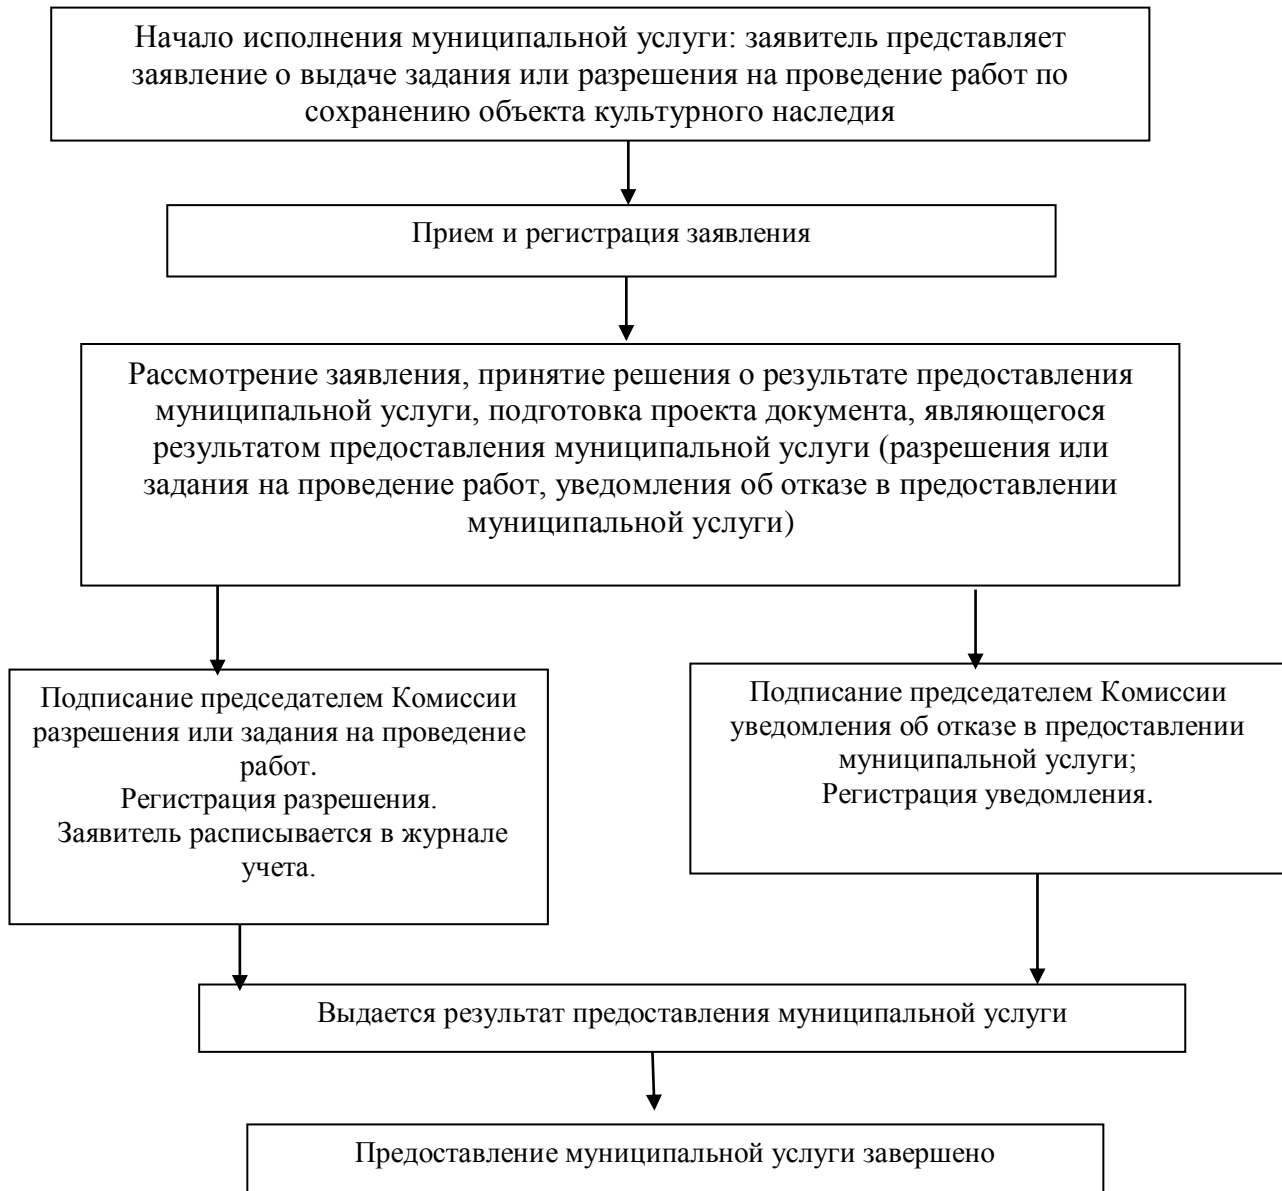 Начало исполнения муниципальной услуги: заявитель представляет
заявление о выдаче задания или разрешения на проведение работ по
сохранению объекта культурного наследия
Прием и регистрация заявления
Рассмотрение заявления, принятие решения о результате предоставления
муниципальной услуги, подготовка проекта документа, являющегося
результатом предоставления муниципальной услуги (разрешения или
задания на проведение работ, уведомления об отказе в предоставлении
муниципальной услуги)
Подписание председателем Комиссии
разрешения или задания на проведение
работ.
Регистрация разрешения.
Заявитель расписывается в журнале
учета.
Подписание председателем Комиссии
уведомления об отказе в предоставлении
муниципальной услуги;
Регистрация уведомления.
Выдается результат предоставления муниципальной услуги
Предоставление муниципальной услуги завершено